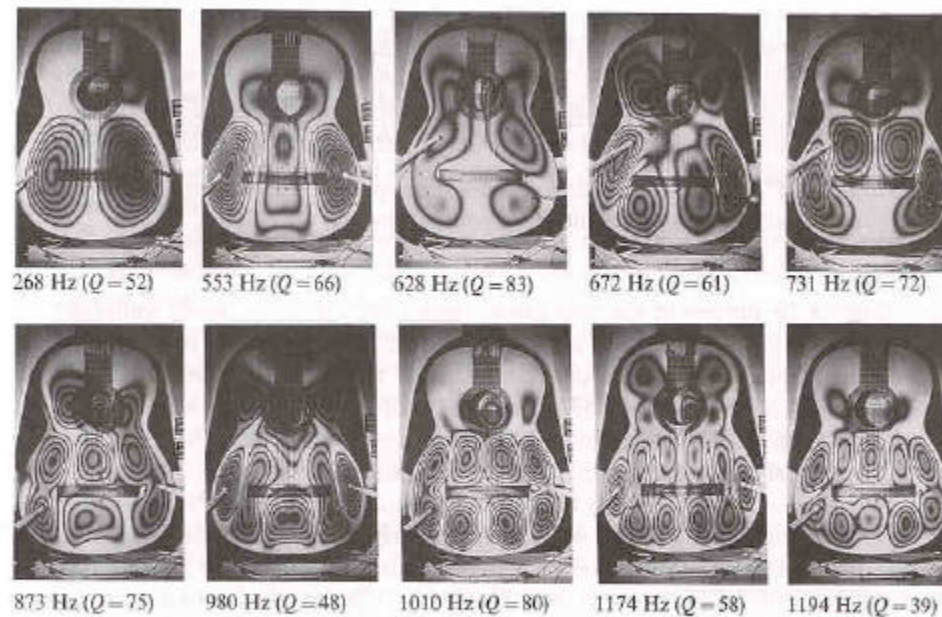 268 Hz (Q = 52) 553 Hz (Q = 66) 628 Hz (Q = 83) 672 Hz (Q = 61) 731 Hz (Q = 72)
873 Hz (Q = 75) 980 Hz (Q = 48) 1010 Hz (Q = 80) 1174 Hz (Q = 58) 1194 Hz (Q = 39)